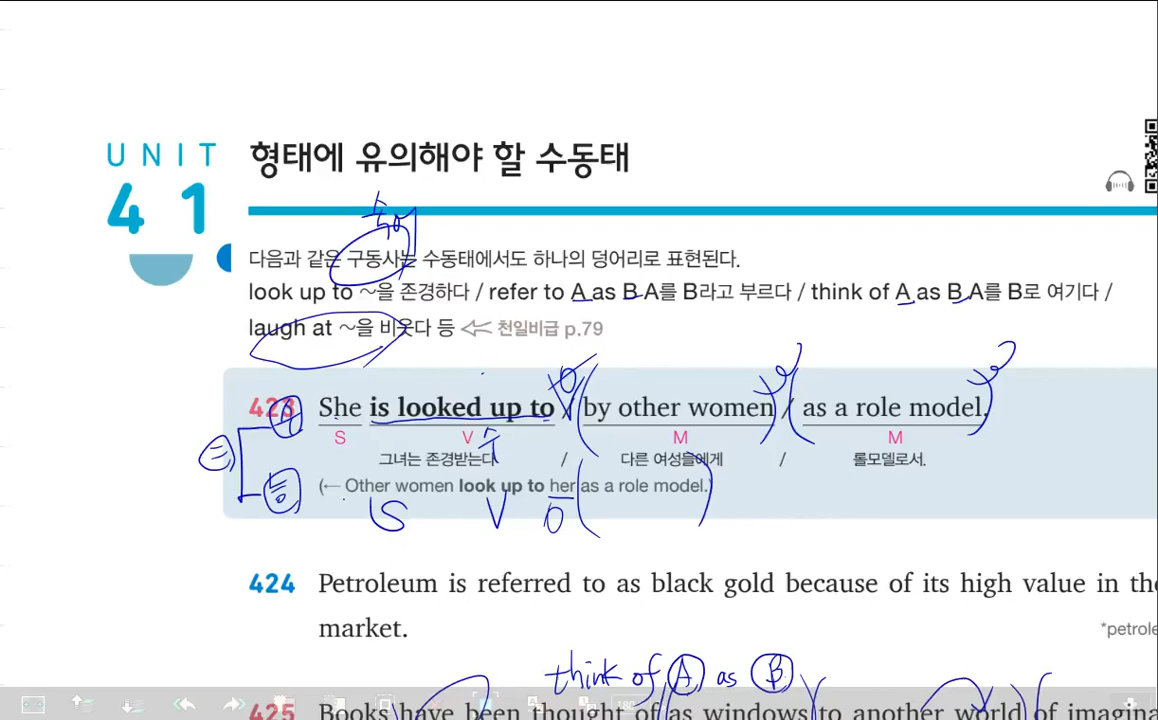 UNIT 41 형태에 유의해야 할 수동태
숙어
다음과 같은 구동사는 수동태에서도 하나의 덩어리로 표현된다.
look up to ~을 존경하다 / refer to A as B A를 B라고 부르다 / think of A as B A를 B로 여기다 /
laugh at ~을 비웃다 등 천일비급 p.79
423 She is looked up to / by other women / as a role model.
S V M M
수
그녀는 존경받는다 / 다른 여성들에게 / 롤모델로서.
(← Other women look up to her as a role model.)
S V O
424 Petroleum is referred to as black gold because of its high value in the
market.
*petrole
think of A as B
425 Books have been thought of as windows to another world of imagina